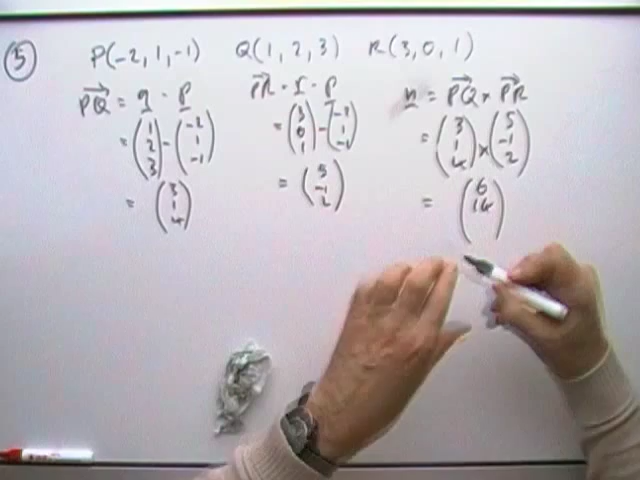 5 P(-2, 1, -1) Q(1, 2, 3) R(3, 0, 1)
PQ = q - p
= (1 2 3) - (-2 1 -1)
= (3 1 4)
PR = r - p
= (3 0 1) - (-2 1 -1)
= (5 -1 2)
n = PQ × PR
= (3 1 4) × (5 -1 2)
= (6 14)